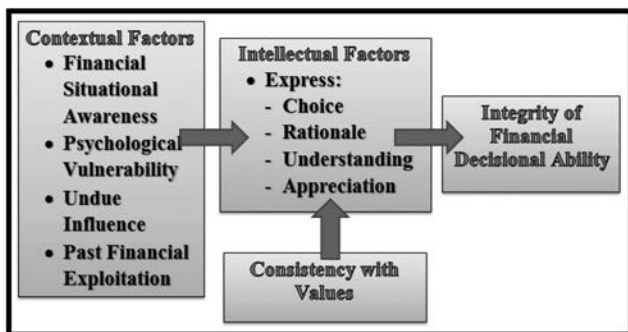 Contextual Factors
• Financial
Situational
Awareness
• Psychological
Vulnerability
• Undue
Influence
• Past Financial
Exploitation
Intellectual Factors
• Express:
- Choice
- Rationale
- Understanding
- Appreciation
Consistency with
Values
Integrity of
Financial
Decisional Ability